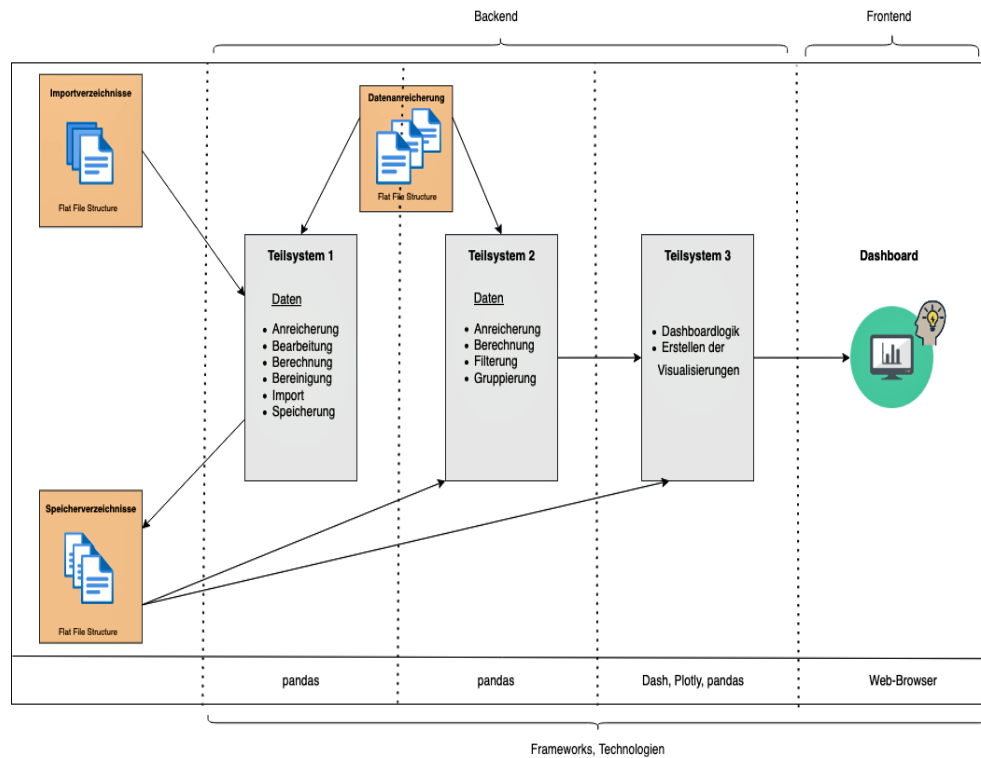 Backend
Frontend
Importverzeichnisse
Flat File Structure
Datenanreicherung
Flat File Structure
Teilsystem 1
Daten
• Anreicherung
• Bearbeitung
• Berechnung
• Bereinigung
• Import
• Speicherung
Teilsystem 2
Daten
• Anreicherung
• Berechnung
• Filterung
• Gruppierung
Teilsystem 3
• Dashboardlogik
• Erstellen der
Visualisierungen
Dashboard
Speicherverzeichnisse
Flat File Structure
pandas
pandas
Dash, Plotly, pandas
Web-Browser
Frameworks, Technologien